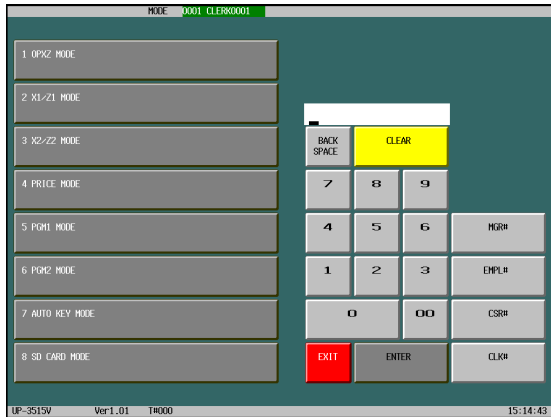 MODE 0001 CLERK0001
1 OPXZ MODE
2 X1/Z1 MODE
3 X2/Z2 MODE
4 PRICE MODE
5 PGM1 MODE
6 PGM2 MODE
7 AUTO KEY MODE
8 SD CARD MODE
BACK SPACE
CLEAR
7 8 9
4 5 6 MGR#
1 2 3 EMPL#
0 00 CSR#
EXIT ENTER CLK#
UP-3515V Ver1.01 T#000 15:14:43